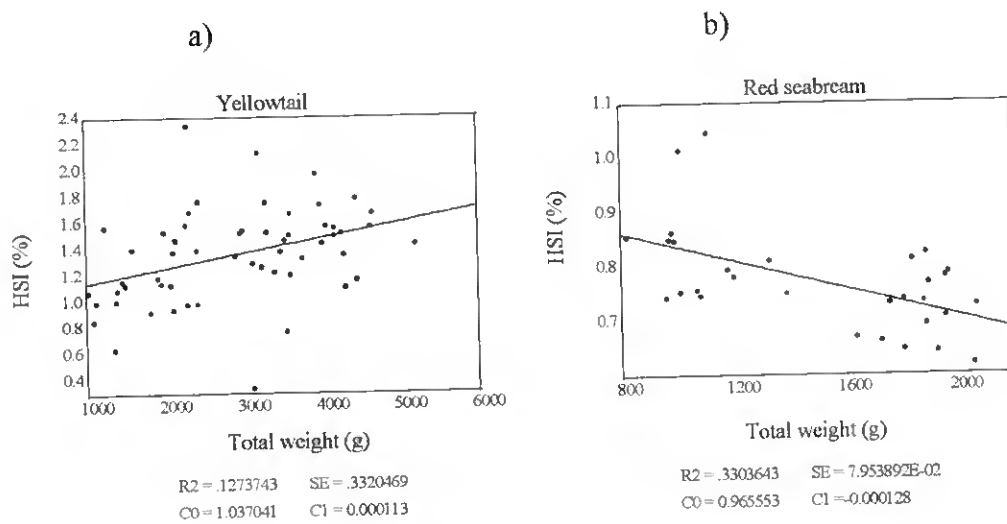 a)
Yellowtail
2.4
2.2
2.0
1.8
1.6
1.4
1.2
1.0
0.8
0.6
0.4
HSI (%)
1000 2000 3000 4000 5000 6000
Total weight (g)
R2 = .1273743 SE = .3320469
C0 = 1.037041 C1 = 0.000113
b)
Red seabream
1.1
1.0
0.9
0.8
0.7
HSI (%)
800 1200 1600 2000
Total weight (g)
R2 = .3303643 SE = 7.953892E-02
C0 = 0.965553 C1 = -0.000128